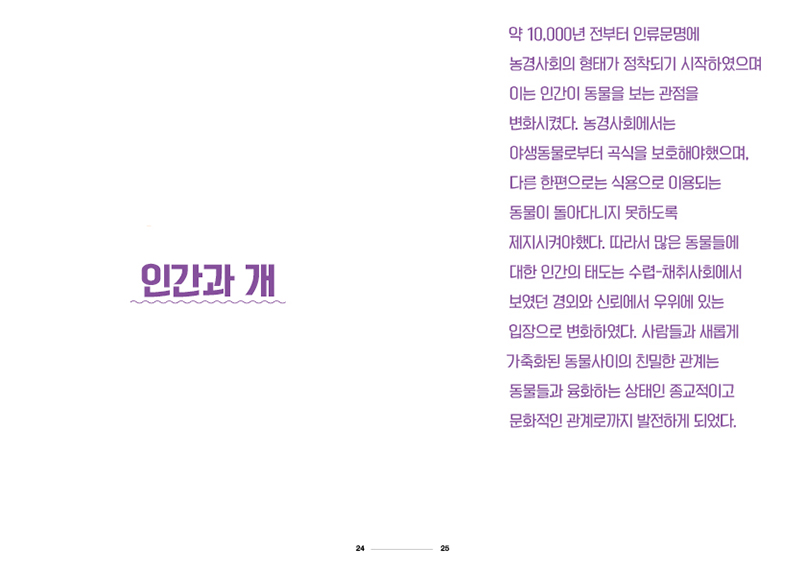 인간과 개
약 10,000년 전부터 인류문명에
농경사회의 형태가 정착되기 시작하였으며
이는 인간이 동물을 보는 관점을
변화시켰다. 농경사회에서는
야생동물로부터 곡식을 보호해야했으며,
다른 한편으로는 식용으로 이용되는
동물이 돌아다니지 못하도록
제지시켜야했다. 따라서 많은 동물들에
대한 인간의 태도는 수렵-채취사회에서
보였던 경외와 신뢰에서 우위에 있는
입장으로 변화하였다. 사람들과 새롭게
가축화된 동물사이의 친밀한 관계는
동물들과 융화하는 상태인 종교적이고
문화적인 관계로까지 발전하게 되었다.
24 25